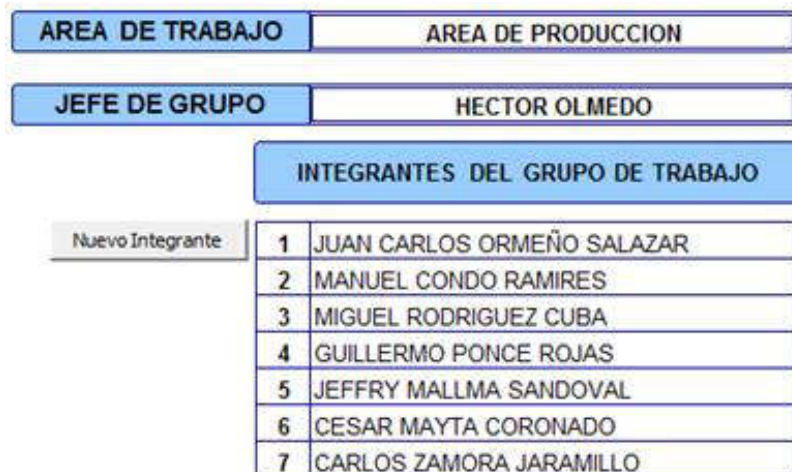 AREA DE TRABAJO AREA DE PRODUCCION
JEFE DE GRUPO HECTOR OLMEDO
INTEGRANTES DEL GRUPO DE TRABAJO
Nuevo Integrante 1 JUAN CARLOS ORMEÑO SALAZAR
2 MANUEL CONDO RAMIRES
3 MIGUEL RODRIGUEZ CUBA
4 GUILLERMO PONCE ROJAS
5 JEFFRY MALLMA SANDOVAL
6 CESAR MAYTA CORONADO
7 CARLOS ZAMORA JARAMILLO